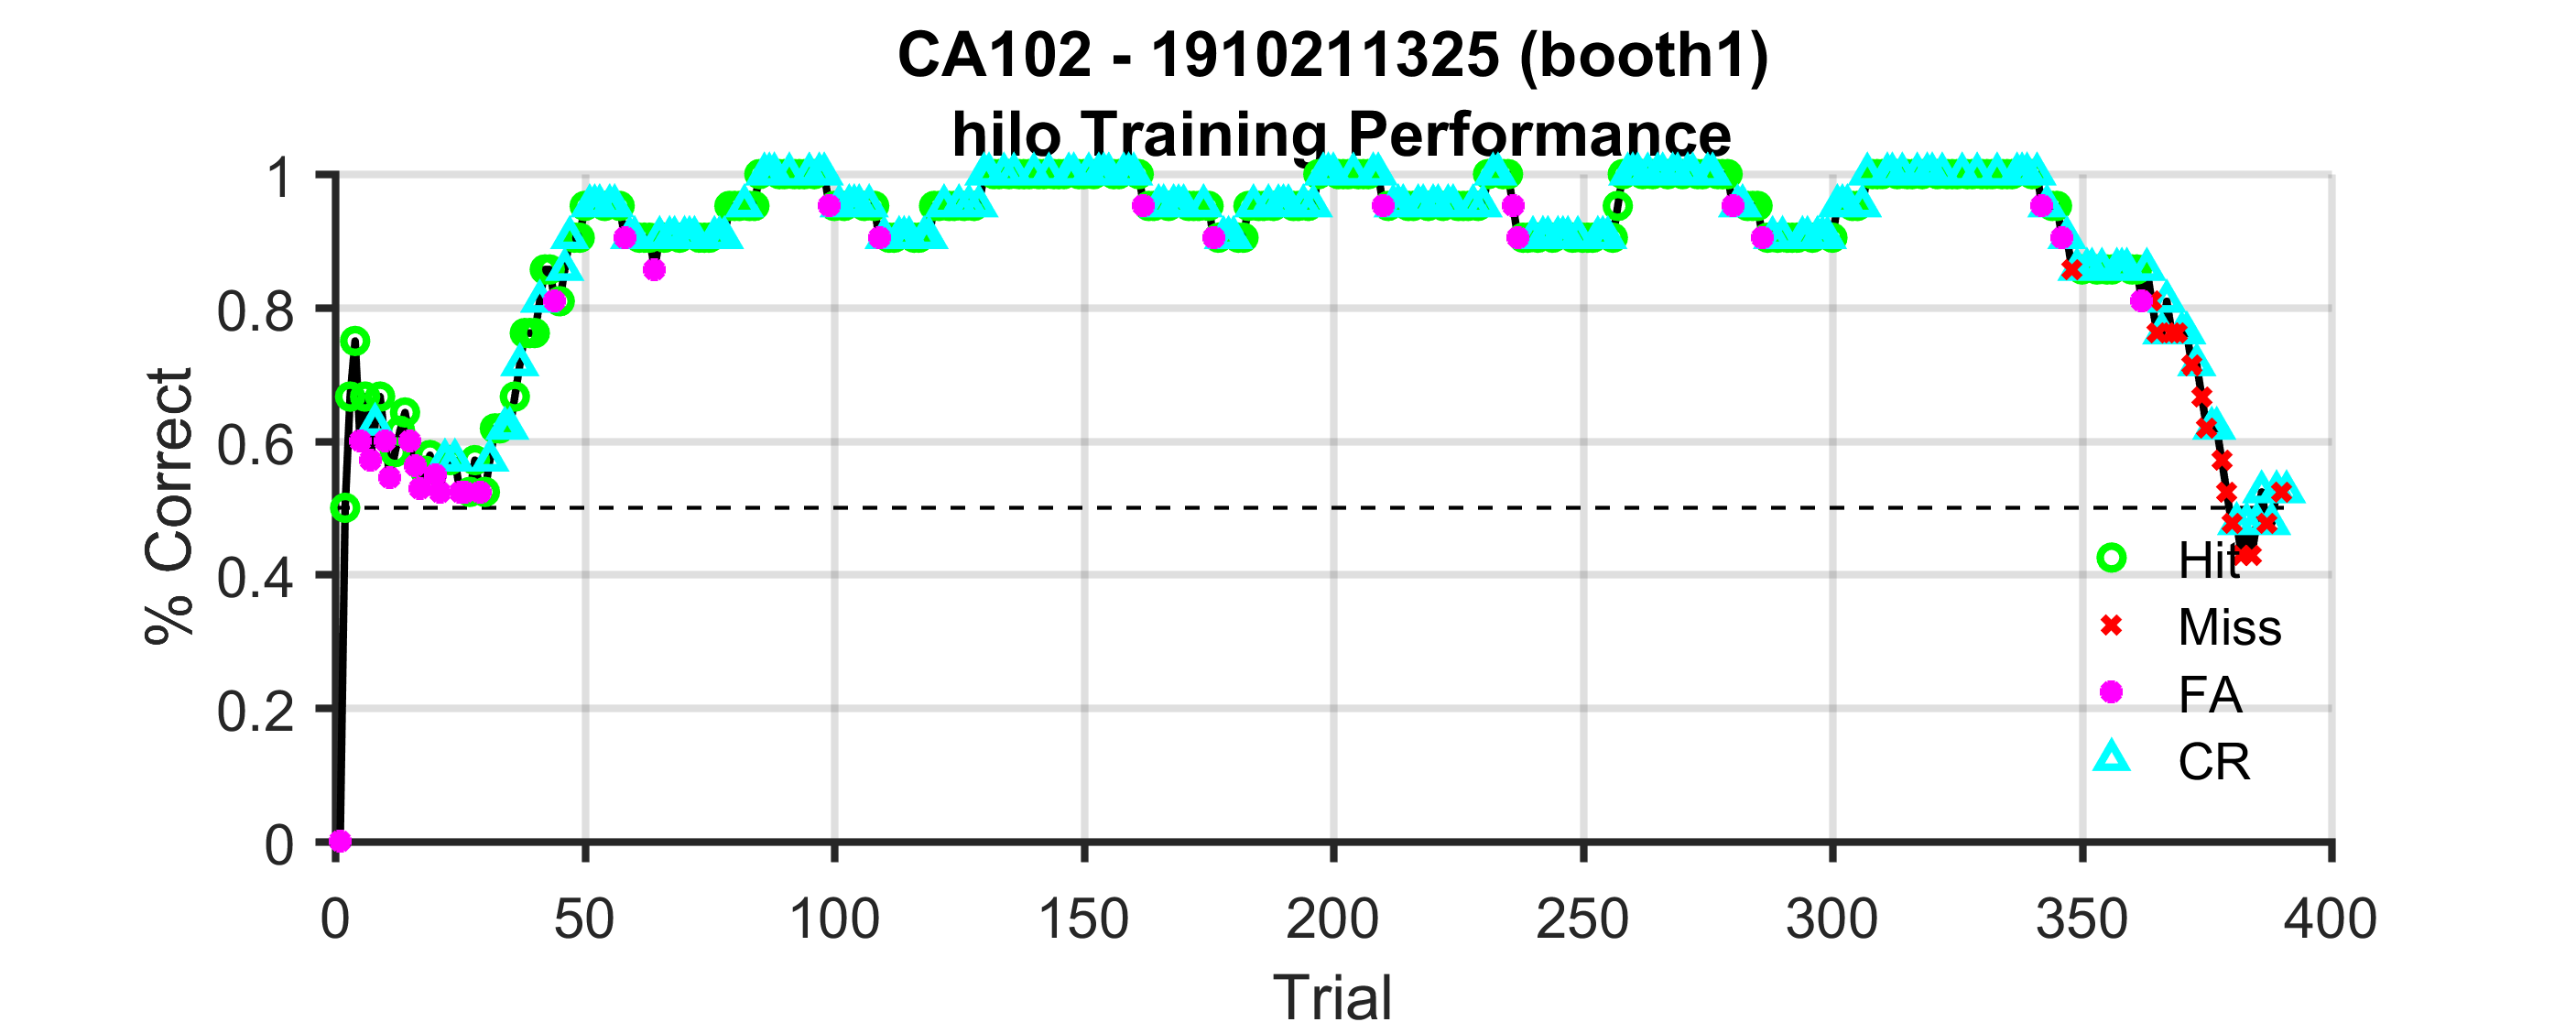 CA102 - 1910211325 (booth1)
hilo Training Performance
1
0.8
0.6
0.4
0.2
0
% Correct
Hit
Miss
FA
CR
0 50 100 150 200 250 300 350 400
Trial